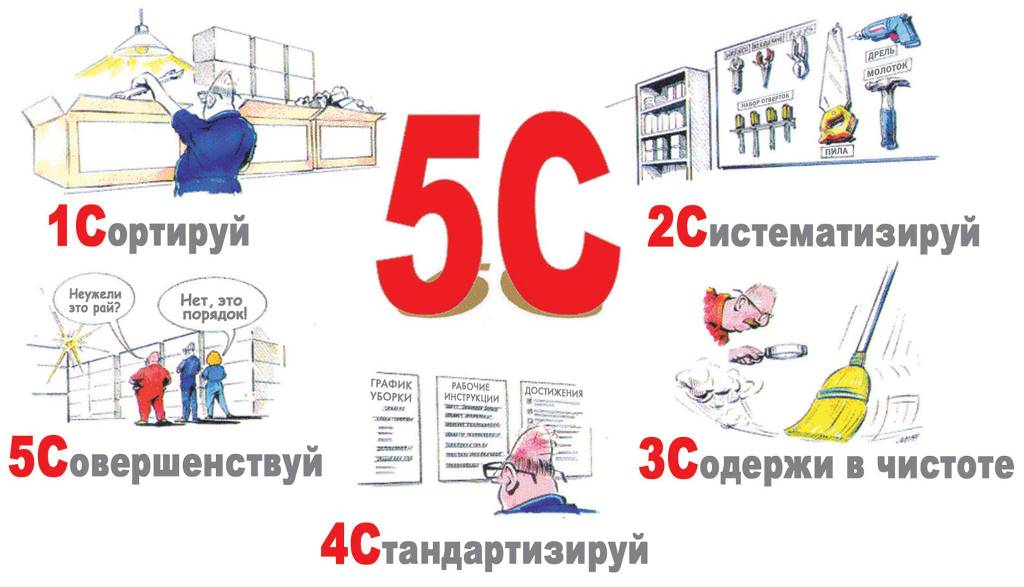 5С
1Сортируй
НАБОР ОТВЕРТОК
ДРЕЛЬ
МОЛОТОК
ПИЛА
2Систематизируй
Неужели
это рай?
Нет, это
порядок!
5Совершенствуй
ГРАФИК
УБОРКИ
РАБОЧИЕ
ИНСТРУКЦИИ
ДОСТИЖЕНИЯ
4Стандартизируй
3Содержи в чистоте